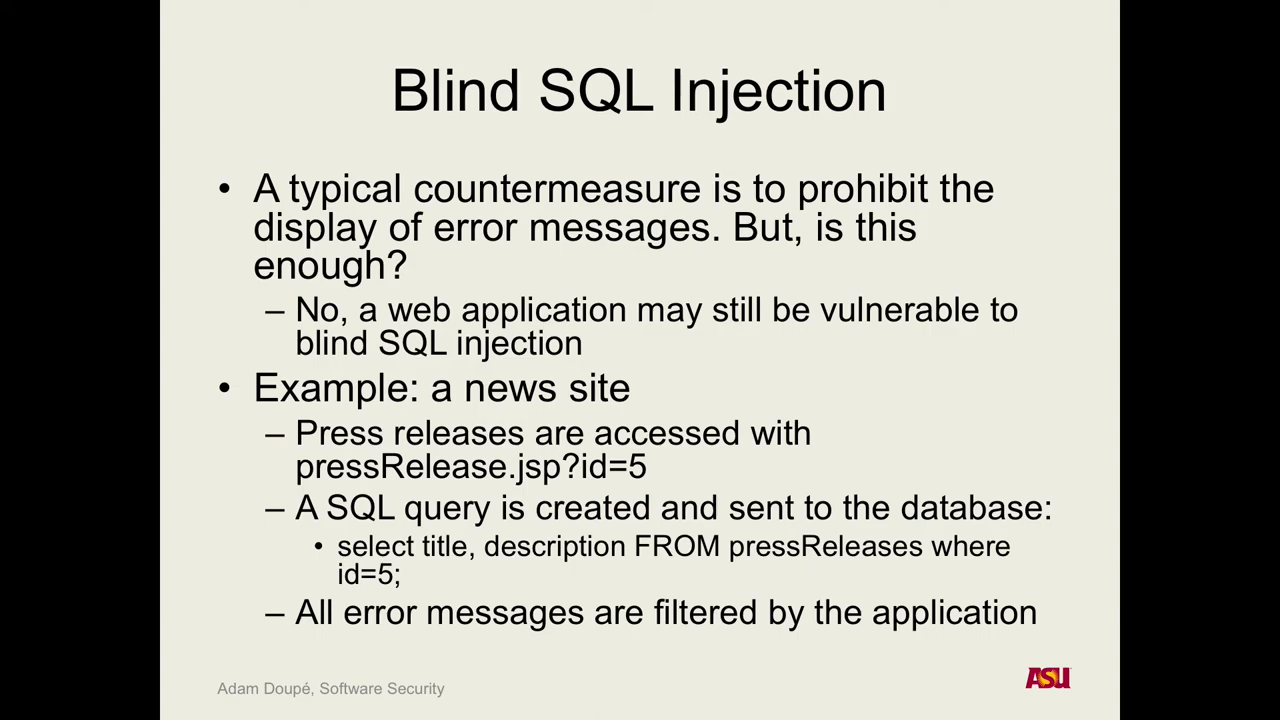 Blind SQL Injection
• A typical countermeasure is to prohibit the
display of error messages. But, is this
enough?
– No, a web application may still be vulnerable to
blind SQL injection
• Example: a news site
– Press releases are accessed with
pressRelease.jsp?id=5
– A SQL query is created and sent to the database:
• select title, description FROM pressReleases where
id=5;
– All error messages are filtered by the application
Adam Doupé, Software Security
ASU